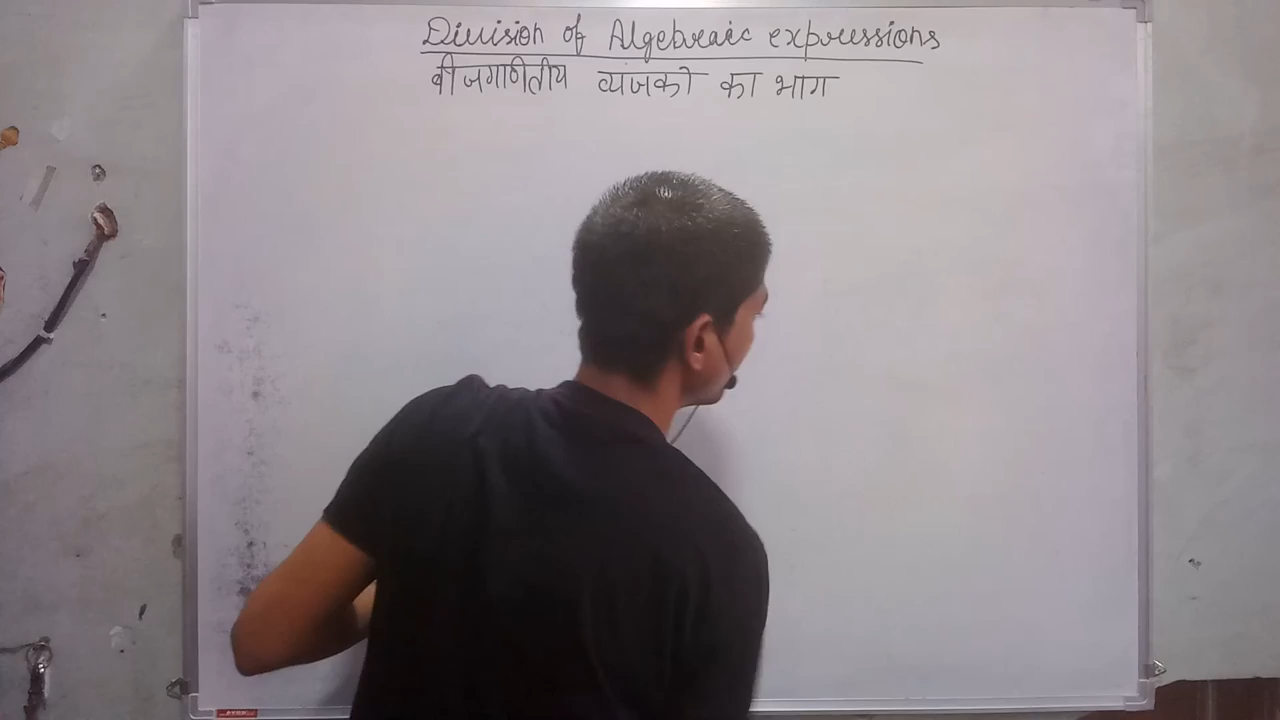 Division of Algebraic expressions
बीजगणितीय व्यंजको का भाग